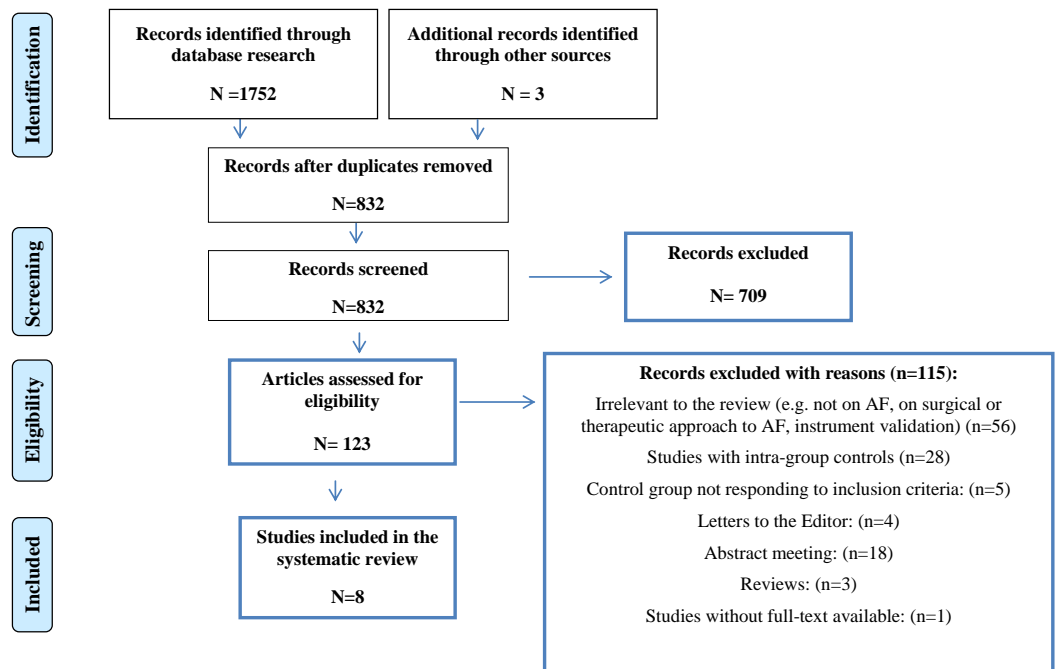 Identification
Records identified through
database research
N =1752
Additional records identified
through other sources
N = 3
Records after duplicates removed
N=832
Screening
Records screened
N=832
Records excluded
N= 709
Eligibility
Articles assessed for
eligibility
N= 123
Records excluded with reasons (n=115):
Irrelevant to the review (e.g. not on AF, on surgical or
therapeutic approach to AF, instrument validation) (n=56)
Studies with intra-group controls (n=28)
Control group not responding to inclusion criteria: (n=5)
Letters to the Editor: (n=4)
Abstract meeting: (n=18)
Reviews: (n=3)
Studies without full-text available: (n=1)
Included
Studies included in the
systematic review
N=8